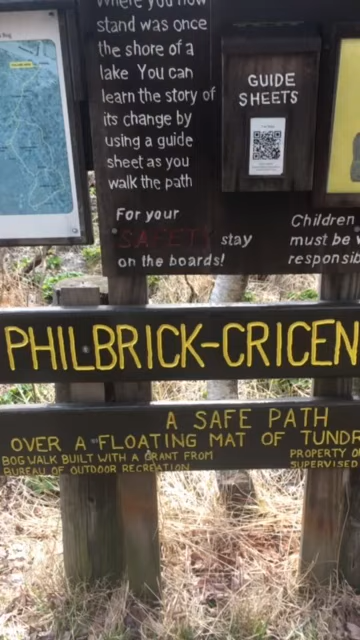 Where you now
stand was once
the shore of a
lake You can
learn the story of
its change by
using a guide
sheet as you
walk the path
GUIDE
SHEETS
For your
SAFETY stay
on the boards!
Children
must be
responsib
PHILBRICK-CRICEN
A SAFE PATH
OVER A FLOATING MAT OF TUNDR
BOG WALK BUILT WITH A GRANT FROM
BUREAU OF OUTDOOR RECREATION
PROPERTY O
SUPERVISED